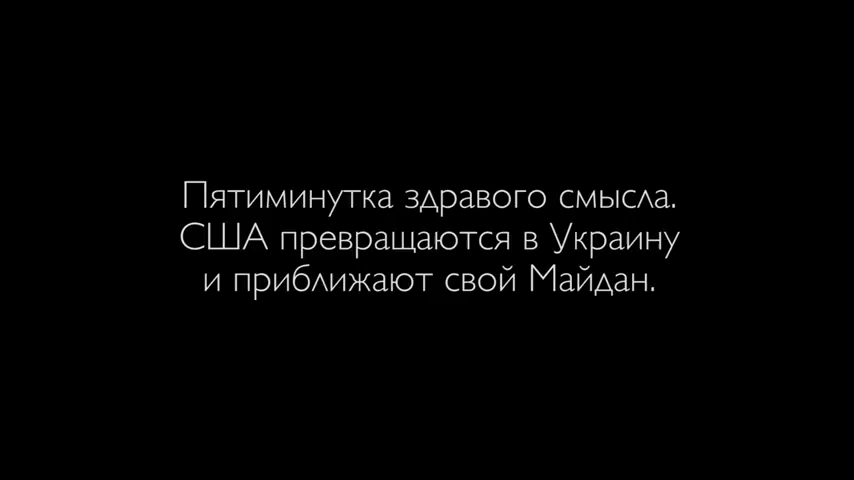 Пятиминутка здравого смысла.
США превращаются в Украину
и приближают свой Майдан.